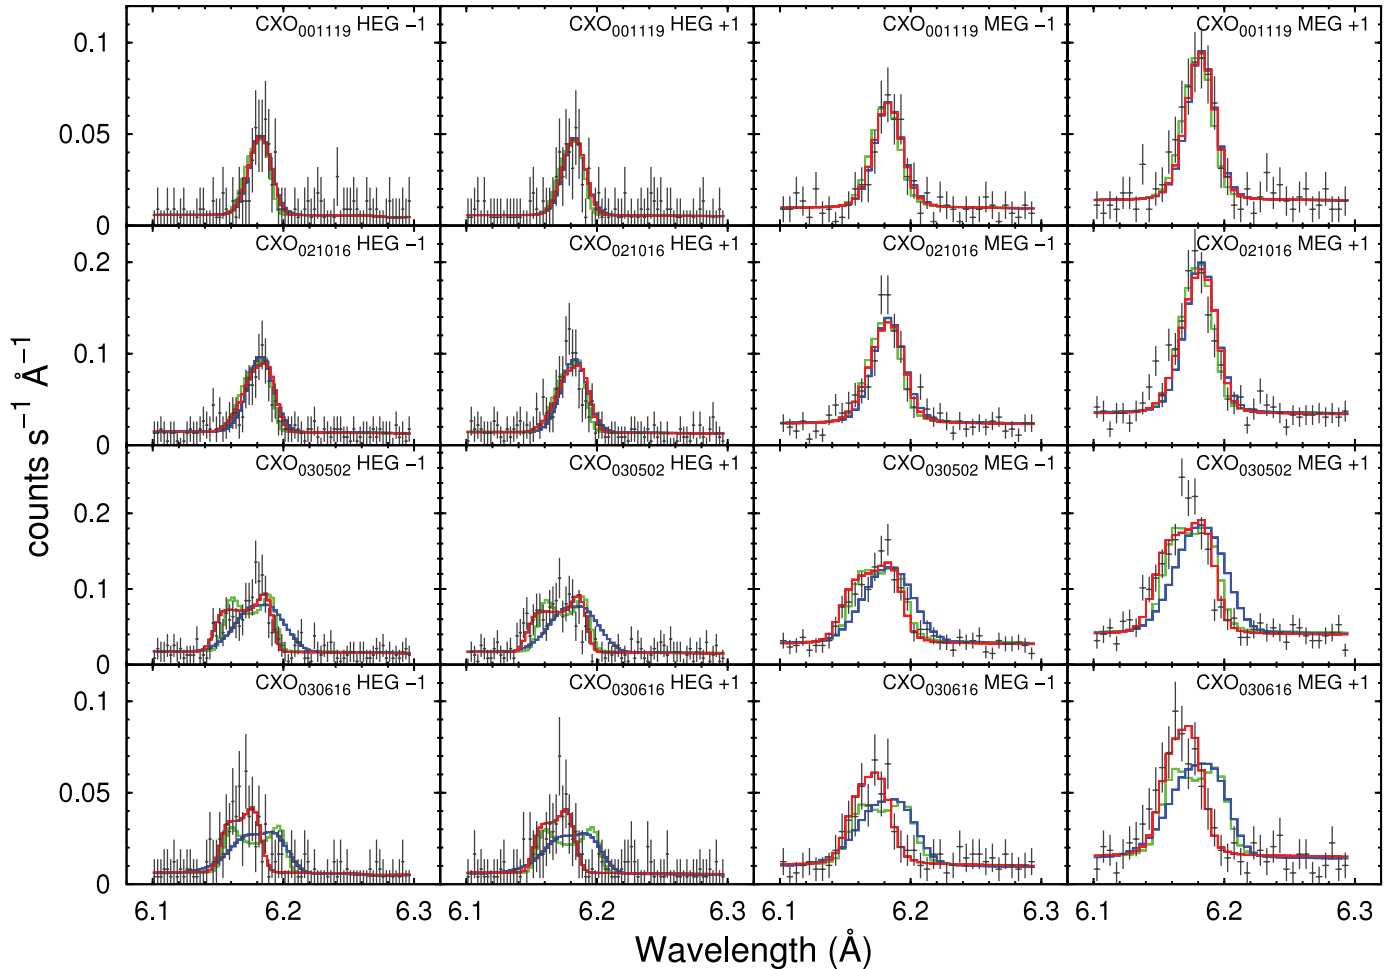 CXO001119 HEG −1
CXO001119 HEG +1
CXO001119 MEG −1
CXO001119 MEG +1
0.1
0.05
0
CXO021016 HEG −1
CXO021016 HEG +1
CXO021016 MEG −1
CXO021016 MEG +1
0.2
0.1
0
CXO030502 HEG −1
CXO030502 HEG +1
CXO030502 MEG −1
CXO030502 MEG +1
0.2
0.1
0
CXO030616 HEG −1
CXO030616 HEG +1
CXO030616 MEG −1
CXO030616 MEG +1
0.1
0.05
0
counts s−1 Å−1
6.1 6.2 6.3 6.1 6.2 6.1 6.2 6.1 6.2 6.3
Wavelength (Å)